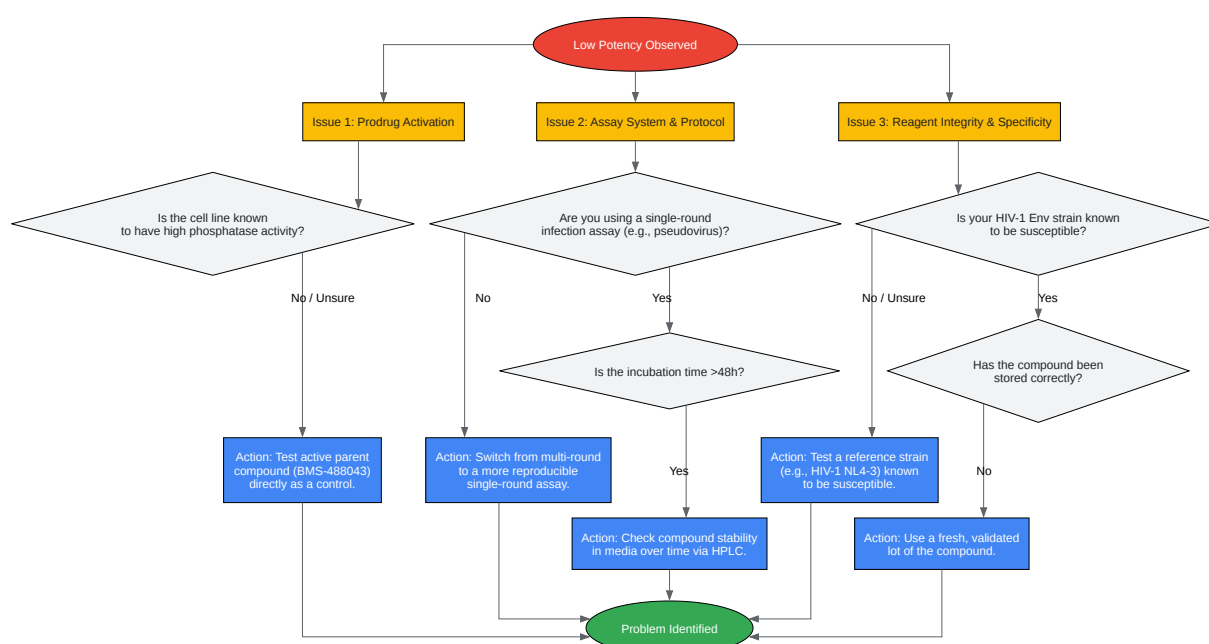 Low Potency Observed
Issue 1: Prodrug Activation
Issue 2: Assay System & Protocol
Issue 3: Reagent Integrity & Specificity
Is the cell line known
to have high phosphatase activity?
Are you using a single-round
infection assay (e.g., pseudovirus)?
Is your HIV-1 Env strain known
to be susceptible?
No / Unsure
No
Yes
No / Unsure
Yes
Is the incubation time >48h?
Has the compound been
stored correctly?
Action: Test active parent
compound (BMS-488043)
directly as a control.
Action: Switch from multi-round
to a more reproducible
single-round assay.
Yes
Action: Test a reference strain
(e.g., HIV-1 NL4-3) known
to be susceptible.
No
Action: Check compound stability
in media over time via HPLC.
Action: Use a fresh, validated
lot of the compound.
Problem Identified